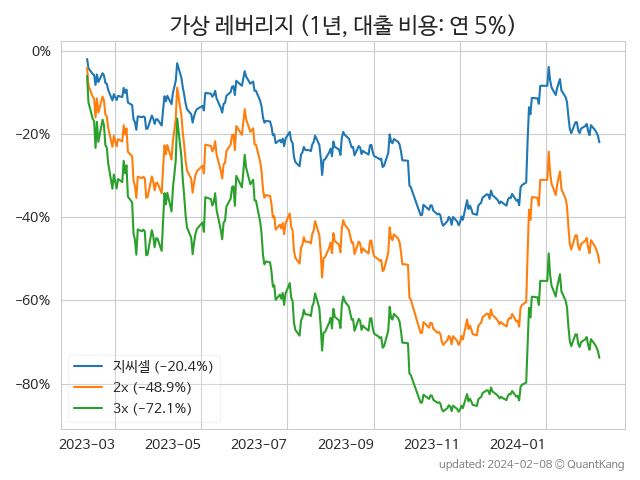 가상 레버리지 (1년, 대출 비용: 연 5%)
0%
−20%
−40%
−60%
−80%
지씨셀 (−20.4%)
2x (−48.9%)
3x (−72.1%)
2023-03 2023-05 2023-07 2023-09 2023-11 2024-01
updated: 2024-02-08 © QuantKang